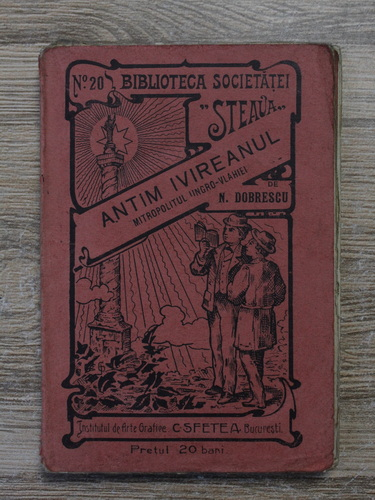 No 20 BIBLIOTECA SOCIETĂȚEI
"STEAUA"
ANTIM IVIREANUL
MITROPOLITUL UNGRO-VLAHIEI
DE
N. DOBRESCU
Institutul de Arte Grafice C. SFETEA București.
Prețul 20 bani.